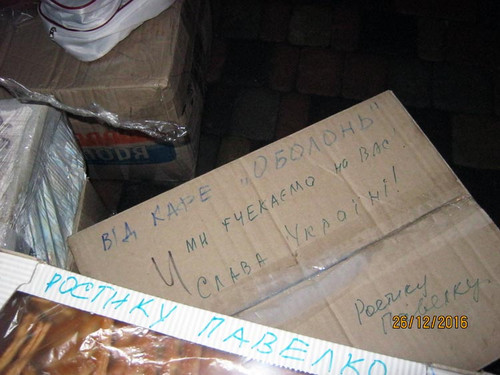 ВІД КАФЕ "ОБОЛОНЬ"
МИ ЧЕКАЄМО НА ВАС!
СЛАВА УКРАЇНІ!
Ростику
Павелку.
РОСТИКУ ПАВЕЛКО
26/12/2016